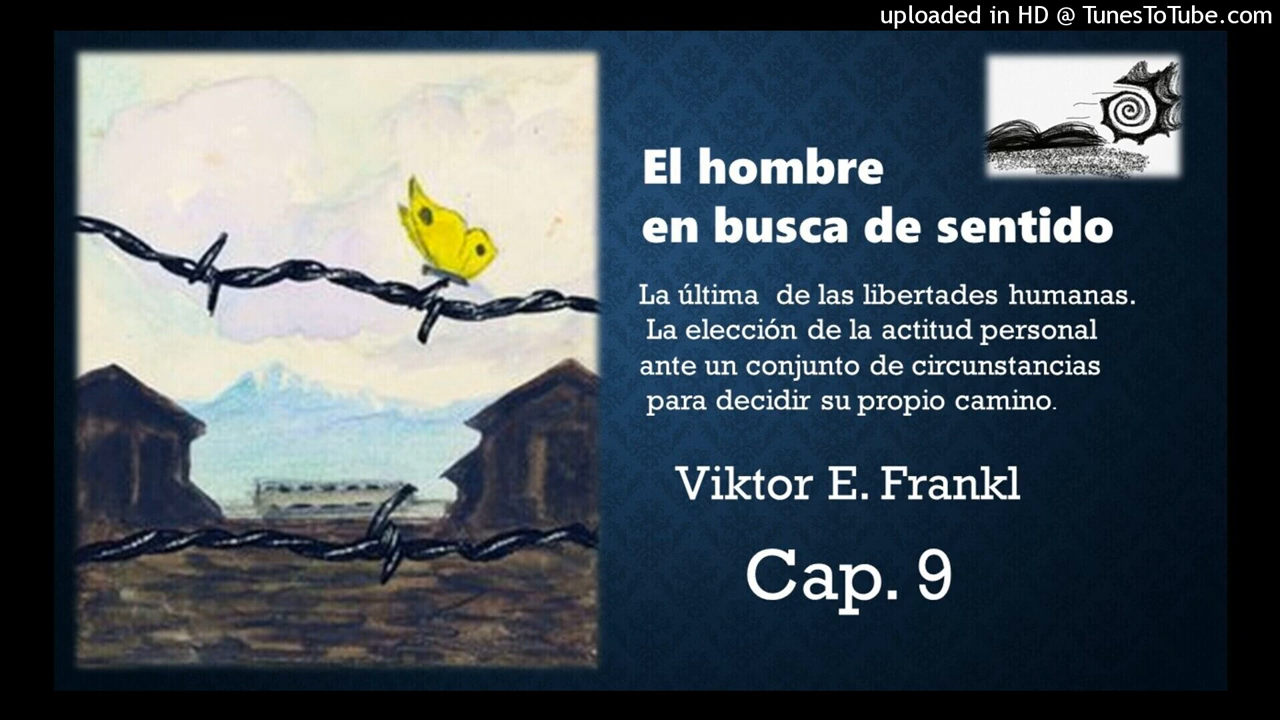 uploaded in HD @ TunesToTube.com
El hombre
en busca de sentido
La última de las libertades humanas.
La elección de la actitud personal
ante un conjunto de circunstancias
para decidir su propio camino.
Viktor E. Frankl
Cap. 9